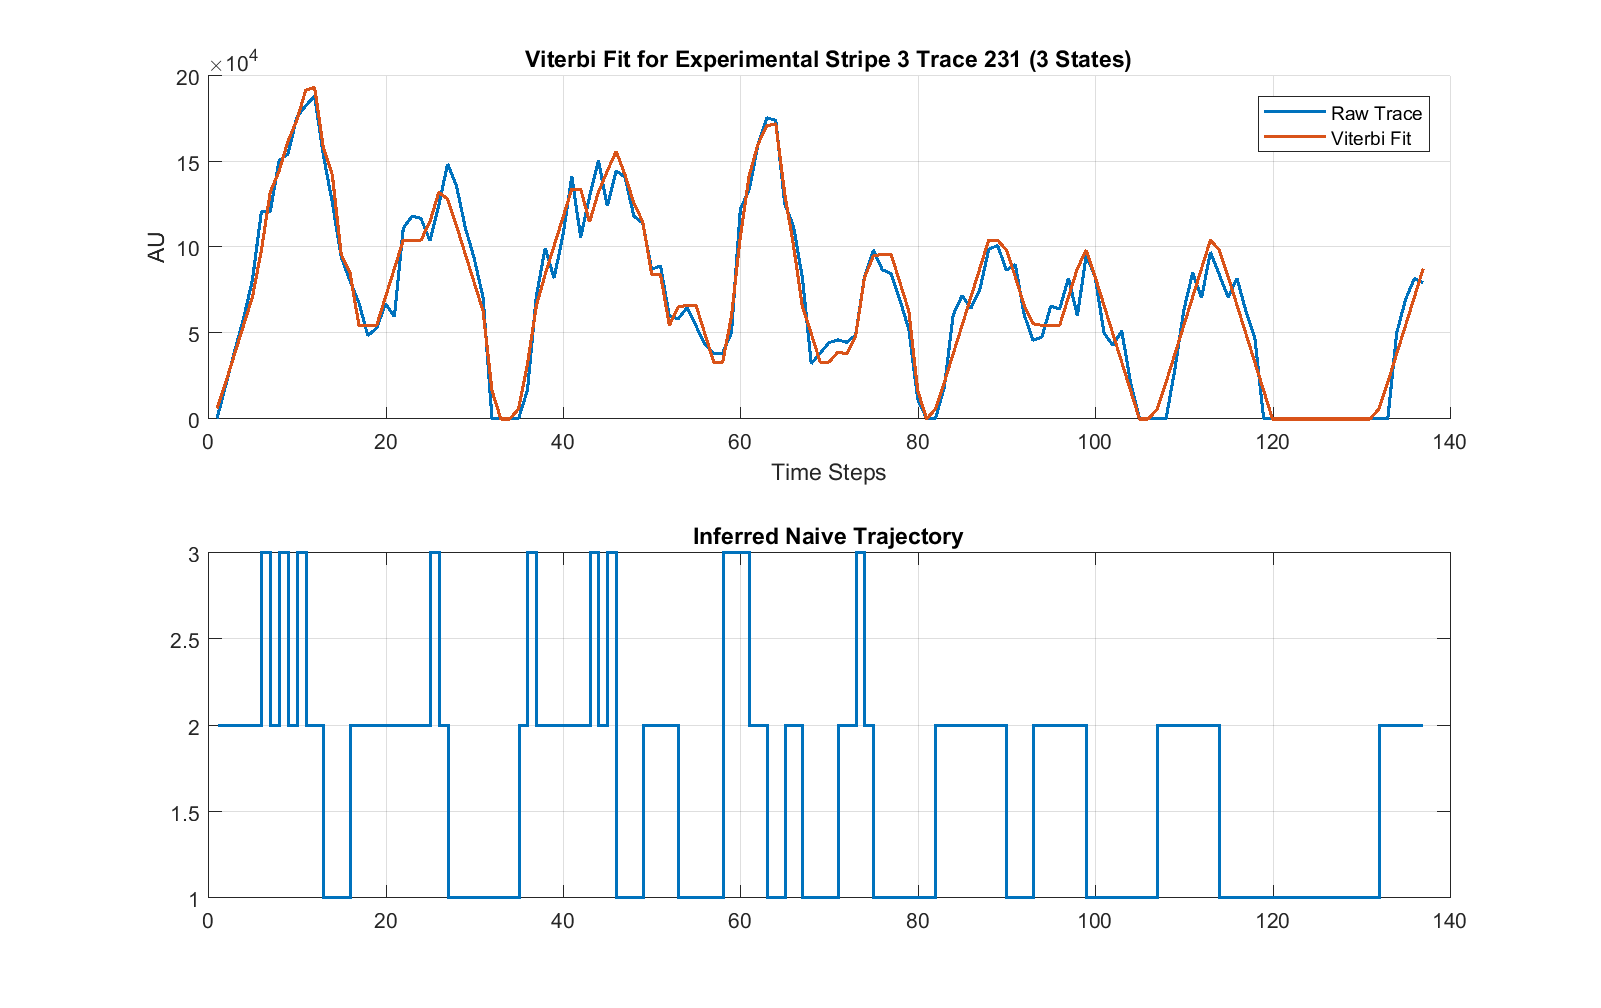 Viterbi Fit for Experimental Stripe 3 Trace 231 (3 States)
×10⁴
20
15
10
5
0
AU
Raw Trace
Viterbi Fit
0 20 40 60 80 100 120 140
Time Steps
Inferred Naive Trajectory
3
2.5
2
1.5
1
0 20 40 60 80 100 120 140